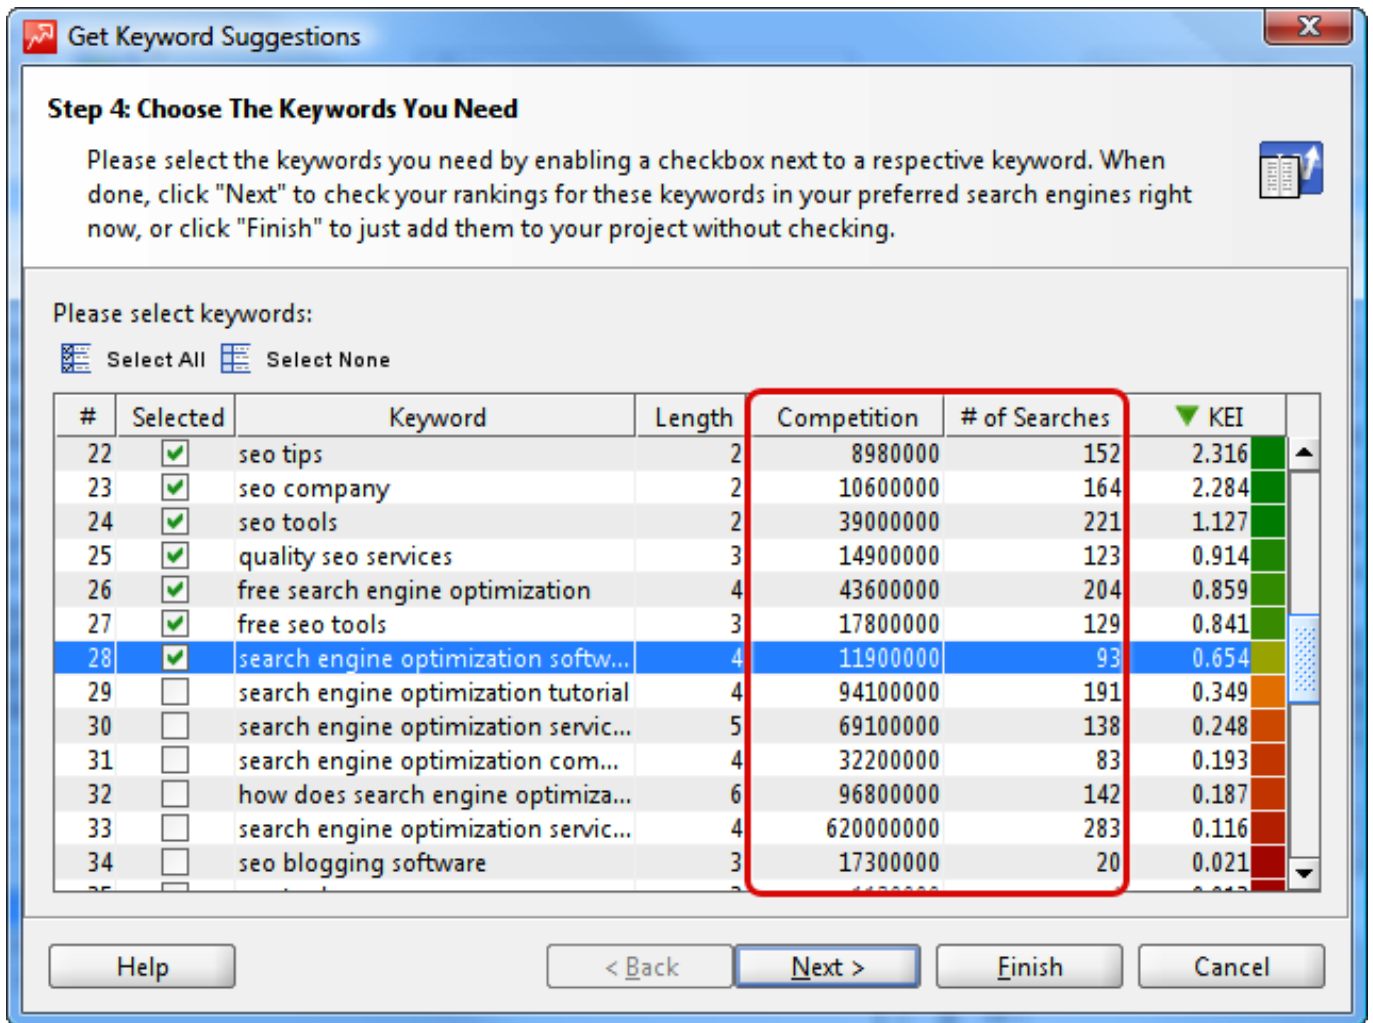 Get Keyword Suggestions
Step 4: Choose The Keywords You Need
Please select the keywords you need by enabling a checkbox next to a respective keyword. When
done, click "Next" to check your rankings for these keywords in your preferred search engines right
now, or click "Finish" to just add them to your project without checking.
Please select keywords:
Select All Select None
# Selected Keyword Length Competition # of Searches KEI
22 seo tips 2 8980000 152 2.316
23 seo company 2 10600000 164 2.284
24 seo tools 2 39000000 221 1.127
25 quality seo services 3 14900000 123 0.914
26 free search engine optimization 4 43600000 204 0.859
27 free seo tools 3 17800000 129 0.841
28 search engine optimization softw... 4 11900000 93 0.654
29 search engine optimization tutorial 4 94100000 191 0.349
30 search engine optimization servic... 5 69100000 138 0.248
31 search engine optimization com... 4 32200000 83 0.193
32 how does search engine optimiza... 6 96800000 142 0.187
33 search engine optimization servic... 4 620000000 283 0.116
34 seo blogging software 3 17300000 20 0.021
Help < Back Next > Finish Cancel